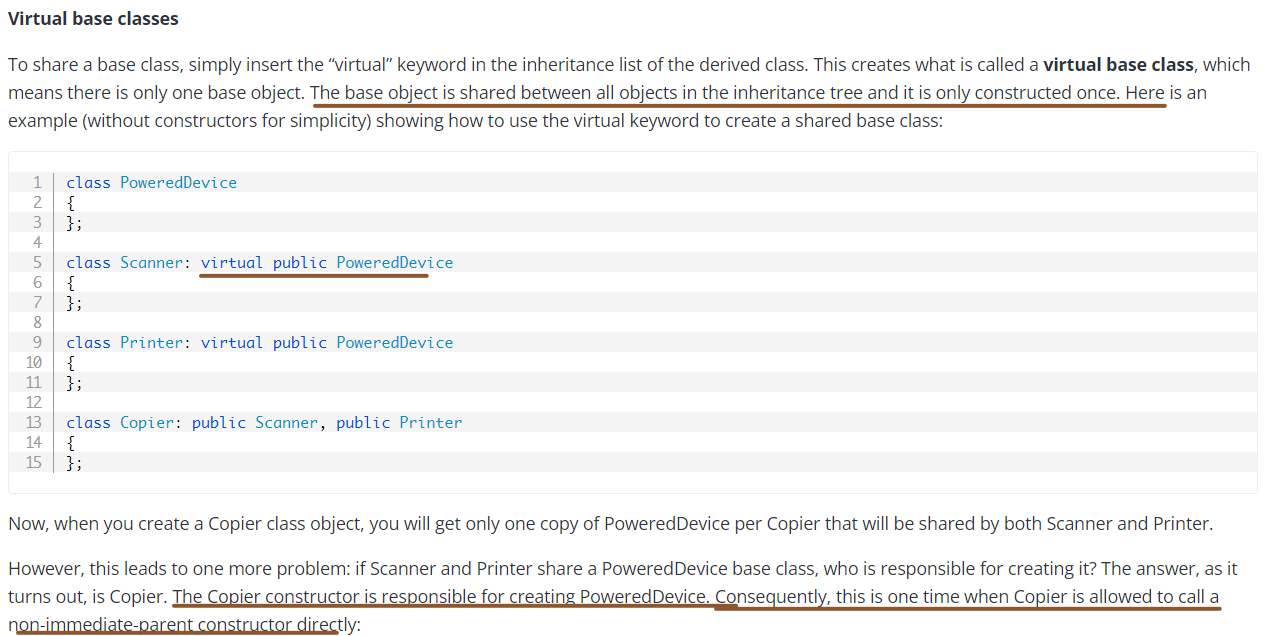 Virtual base classes
To share a base class, simply insert the “virtual” keyword in the inheritance list of the derived class. This creates what is called a virtual base class, which
means there is only one base object. The base object is shared between all objects in the inheritance tree and it is only constructed once. Here is an
example (without constructors for simplicity) showing how to use the virtual keyword to create a shared base class:
1 class PoweredDevice
2 {
3 };
4
5 class Scanner: virtual public PoweredDevice
6 {
7 };
8
9 class Printer: virtual public PoweredDevice
10 {
11 };
12
13 class Copier: public Scanner, public Printer
14 {
15 };
Now, when you create a Copier class object, you will get only one copy of PoweredDevice per Copier that will be shared by both Scanner and Printer.
However, this leads to one more problem: if Scanner and Printer share a PoweredDevice base class, who is responsible for creating it? The answer, as it
turns out, is Copier. The Copier constructor is responsible for creating PoweredDevice. Consequently, this is one time when Copier is allowed to call a
non-immediate-parent constructor directly: